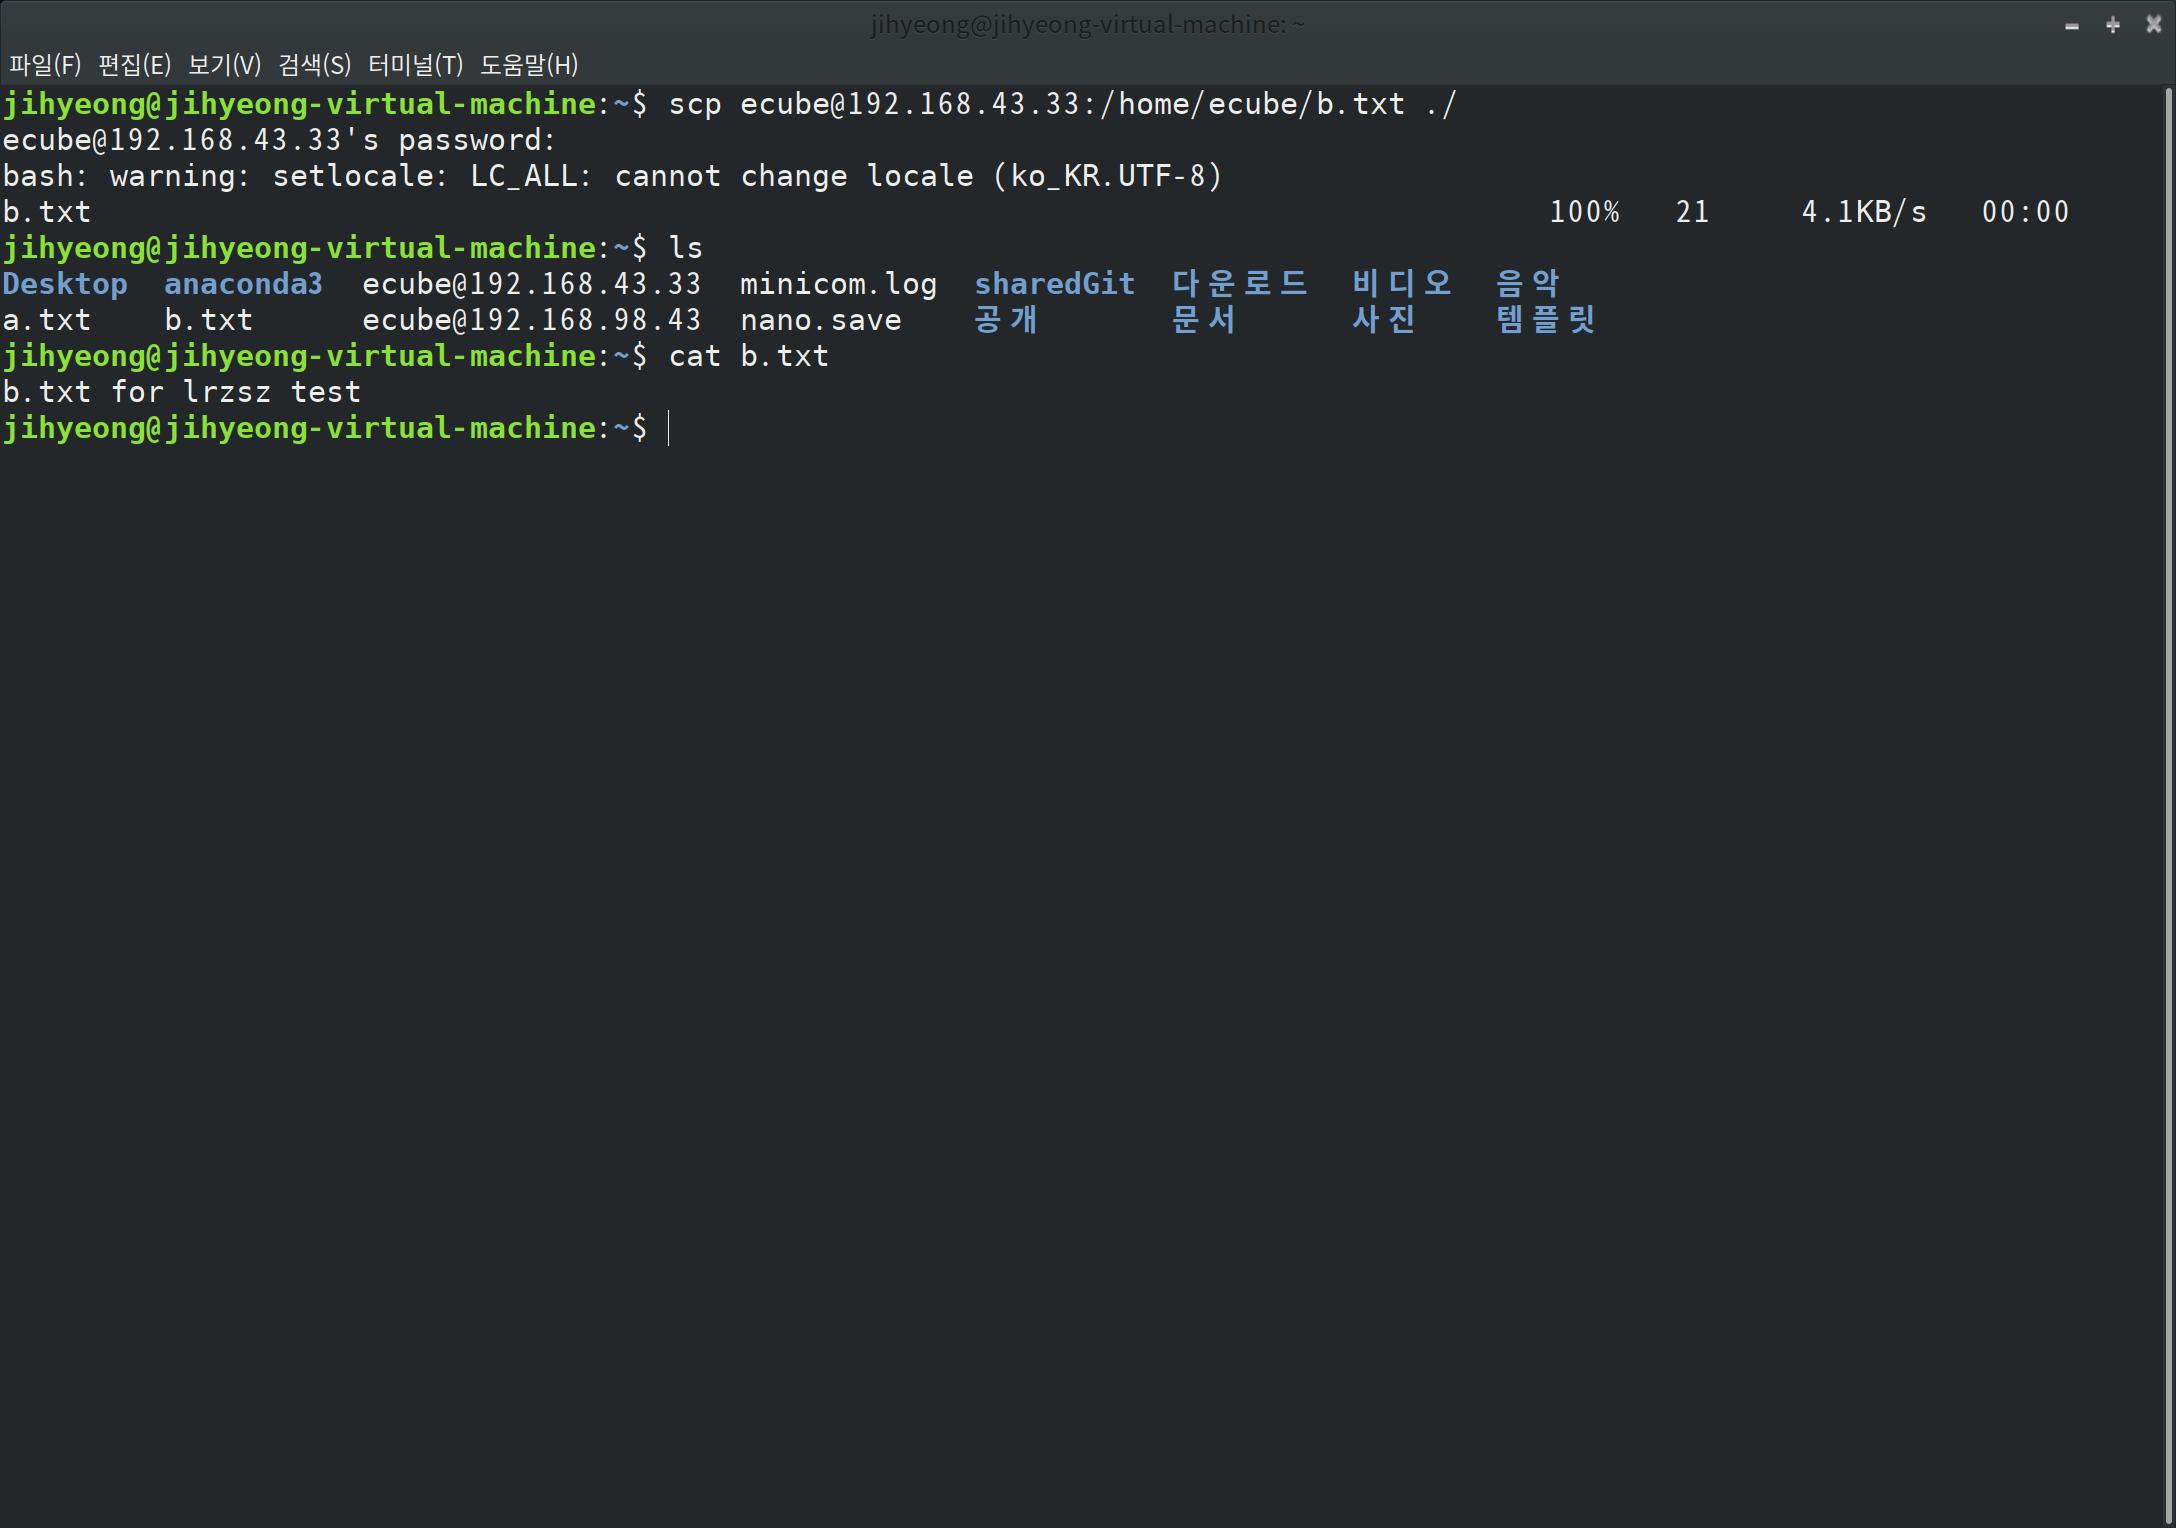 jihyeong@jihyeong-virtual-machine: ~
파일(F) 편집(E) 보기(V) 검색(S) 터미널(T) 도움말(H)
jihyeong@jihyeong-virtual-machine:~$ scp ecube@192.168.43.33:/home/ecube/b.txt ./
ecube@192.168.43.33's password:
bash: warning: setlocale: LC_ALL: cannot change locale (ko_KR.UTF-8)
b.txt 100% 21 4.1KB/s 00:00
jihyeong@jihyeong-virtual-machine:~$ ls
Desktop anaconda3 ecube@192.168.43.33 minicom.log sharedGit 다운로드 비디오 음악
a.txt b.txt ecube@192.168.98.43 nano.save 공개 문서 사진 템플릿
jihyeong@jihyeong-virtual-machine:~$ cat b.txt
b.txt for lrzsz test
jihyeong@jihyeong-virtual-machine:~$